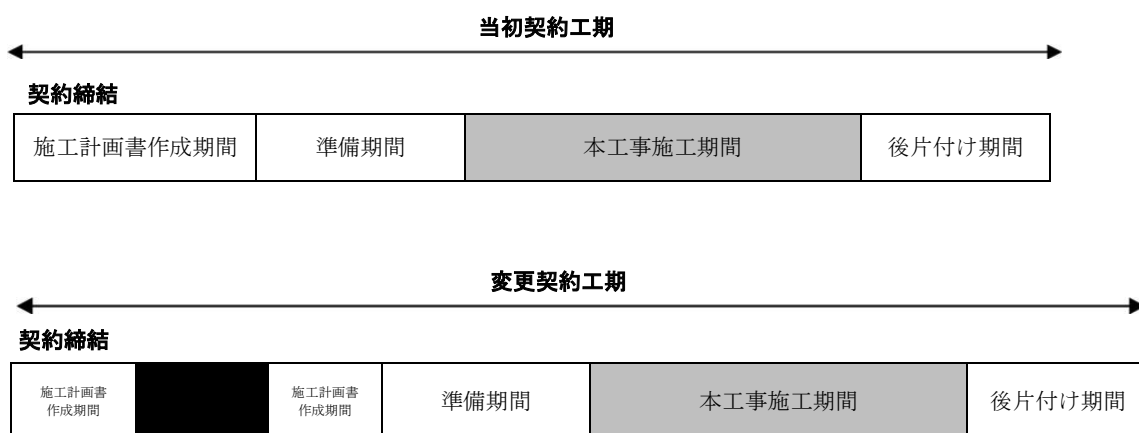 当初契約工期
契約締結
施工計画書作成期間 準備期間 本工事施工期間 後片付け期間
変更契約工期
契約締結
施工計画書
作成期間
施工計画書
作成期間
準備期間 本工事施工期間 後片付け期間